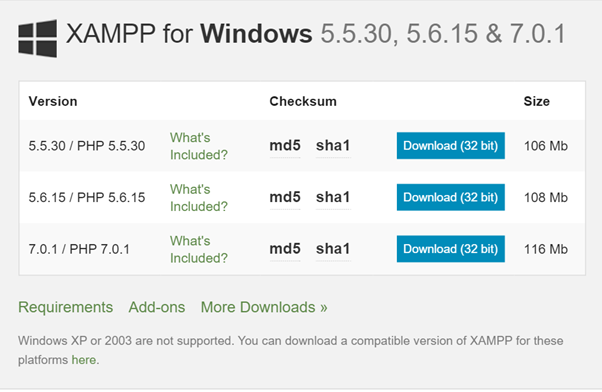 XAMPP for Windows 5.5.30, 5.6.15 & 7.0.1
Version Checksum Size
5.5.30 / PHP 5.5.30 What's Included? md5 sha1 Download (32 bit) 106 Mb
5.6.15 / PHP 5.6.15 What's Included? md5 sha1 Download (32 bit) 108 Mb
7.0.1 / PHP 7.0.1 What's Included? md5 sha1 Download (32 bit) 116 Mb
Requirements Add-ons More Downloads »
Windows XP or 2003 are not supported. You can download a compatible version of XAMPP for these
platforms here.